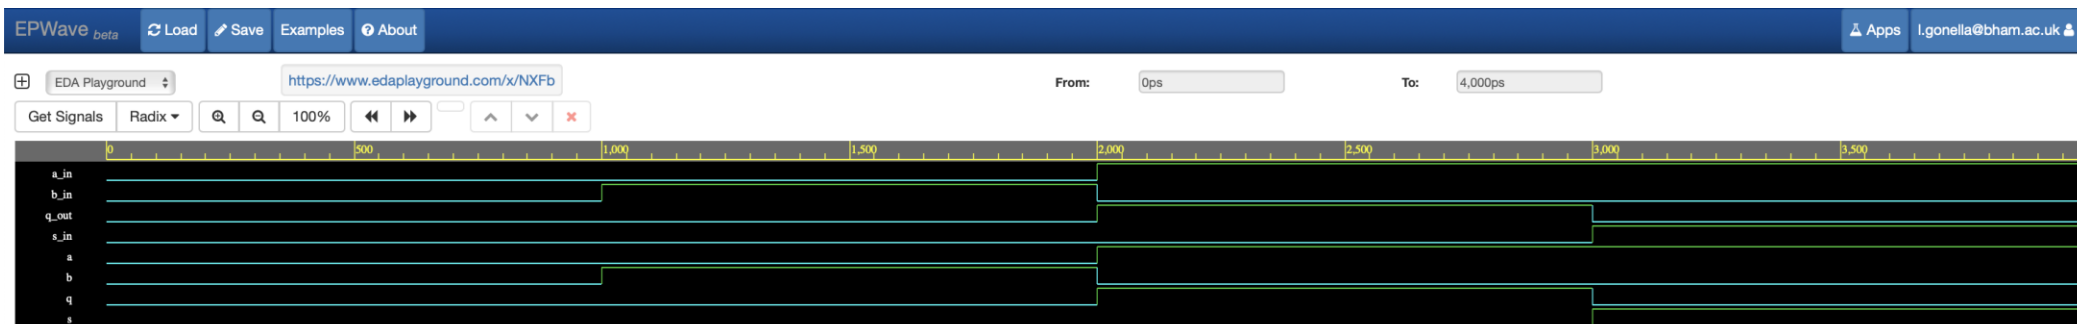 EPWave beta Load Save Examples About Apps l.gonella@bham.ac.uk
EDA Playground https://www.edaplayground.com/x/NXFb From: 0ps To: 4,000ps
Get Signals Radix 100%
0 500 1,000 1,500 2,000 2,500 3,000 3,500
a_in
b_in
q_out
s_in
a
b
q
s